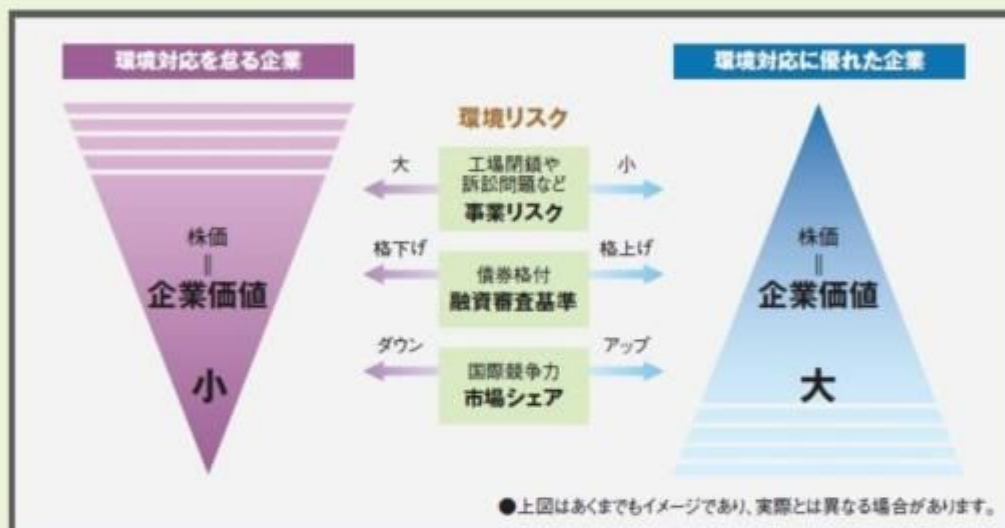 環境対応を怠る企業
環境対応に優れた企業
環境リスク
大
工場閉鎖や
訴訟問題など
事業リスク
小
株価
||
企業価値
小
格下げ
債券格付
融資審査基準
格上げ
ダウン
国際競争力
市場シェア
アップ
株価
||
企業価値
大
●上図はあくまでもイメージであり、実際とは異なる場合があります。